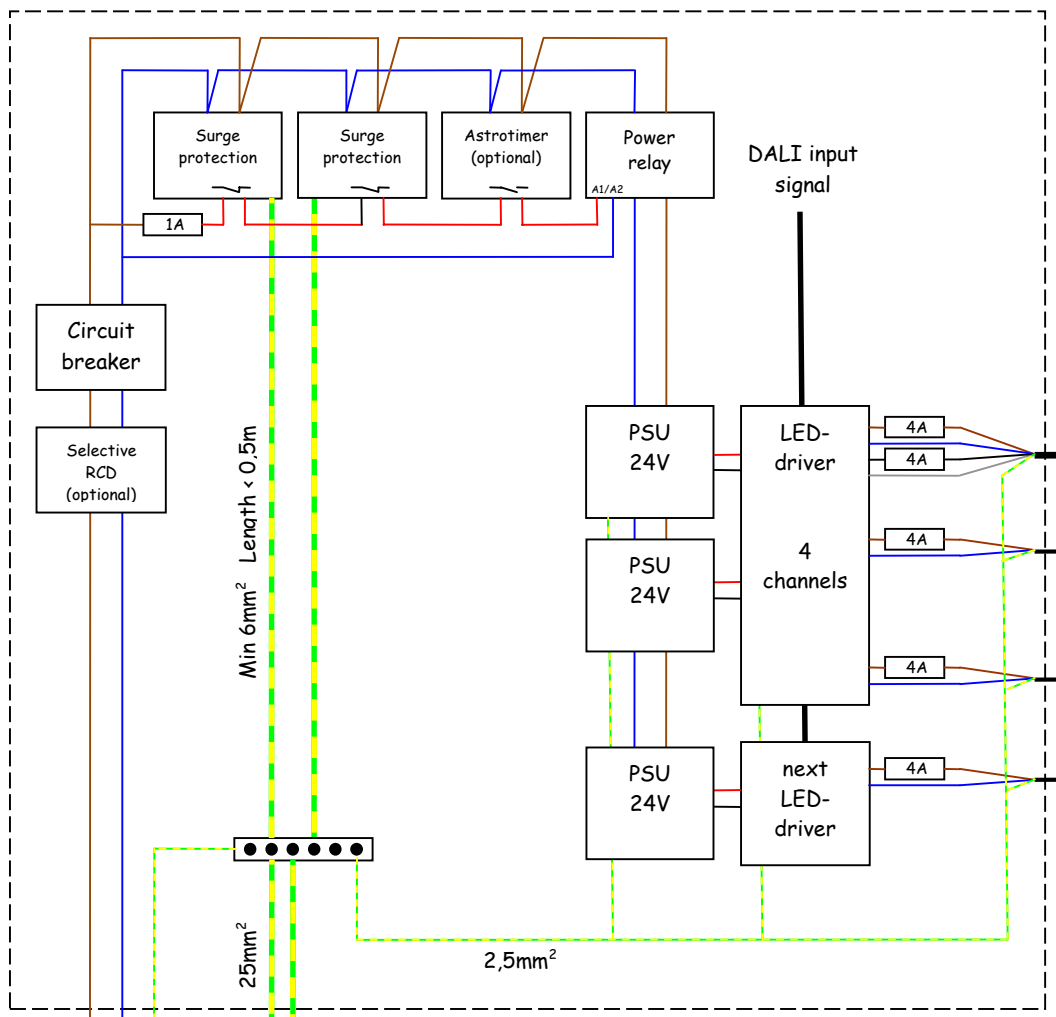 Surge
protection
Surge
protection
Astrotimer
(optional)
Power
relay
A1/A2
DALI input
signal
1A
Circuit
breaker
Selective
RCD
(optional)
Min 6mm² Length < 0,5m
PSU
24V
LED-
driver
4
channels
4A
4A
PSU
24V
4A
4A
PSU
24V
next
LED-
driver
4A
25mm²
2,5mm²